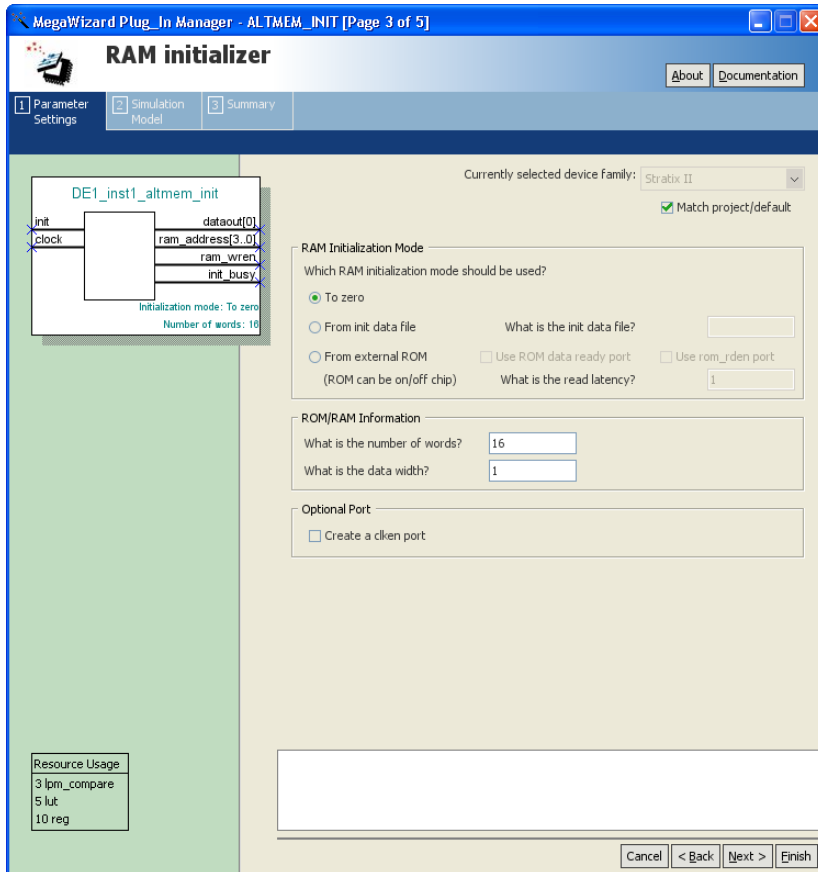 MegaWizard Plug_In Manager - ALTMEM_INIT [Page 3 of 5]
RAM initializer
About Documentation
1 Parameter Settings
2 Simulation Model
3 Summary
Currently selected device family: Stratix II
Match project/default
DE1_inst1_altmem_init
init dataout[0]
clock ram_address[3..0]
ram_wren
init_busy
Initialization mode: To zero
Number of words: 16
RAM Initialization Mode
Which RAM initialization mode should be used?
To zero
From init data file What is the init data file?
From external ROM Use ROM data ready port Use rom_rden port
(ROM can be on/off chip) What is the read latency? 1
ROM/RAM Information
What is the number of words? 16
What is the data width? 1
Optional Port
Create a clken port
Resource Usage
3 lpm_compare
5 lut
10 reg
Cancel < Back Next > Finish